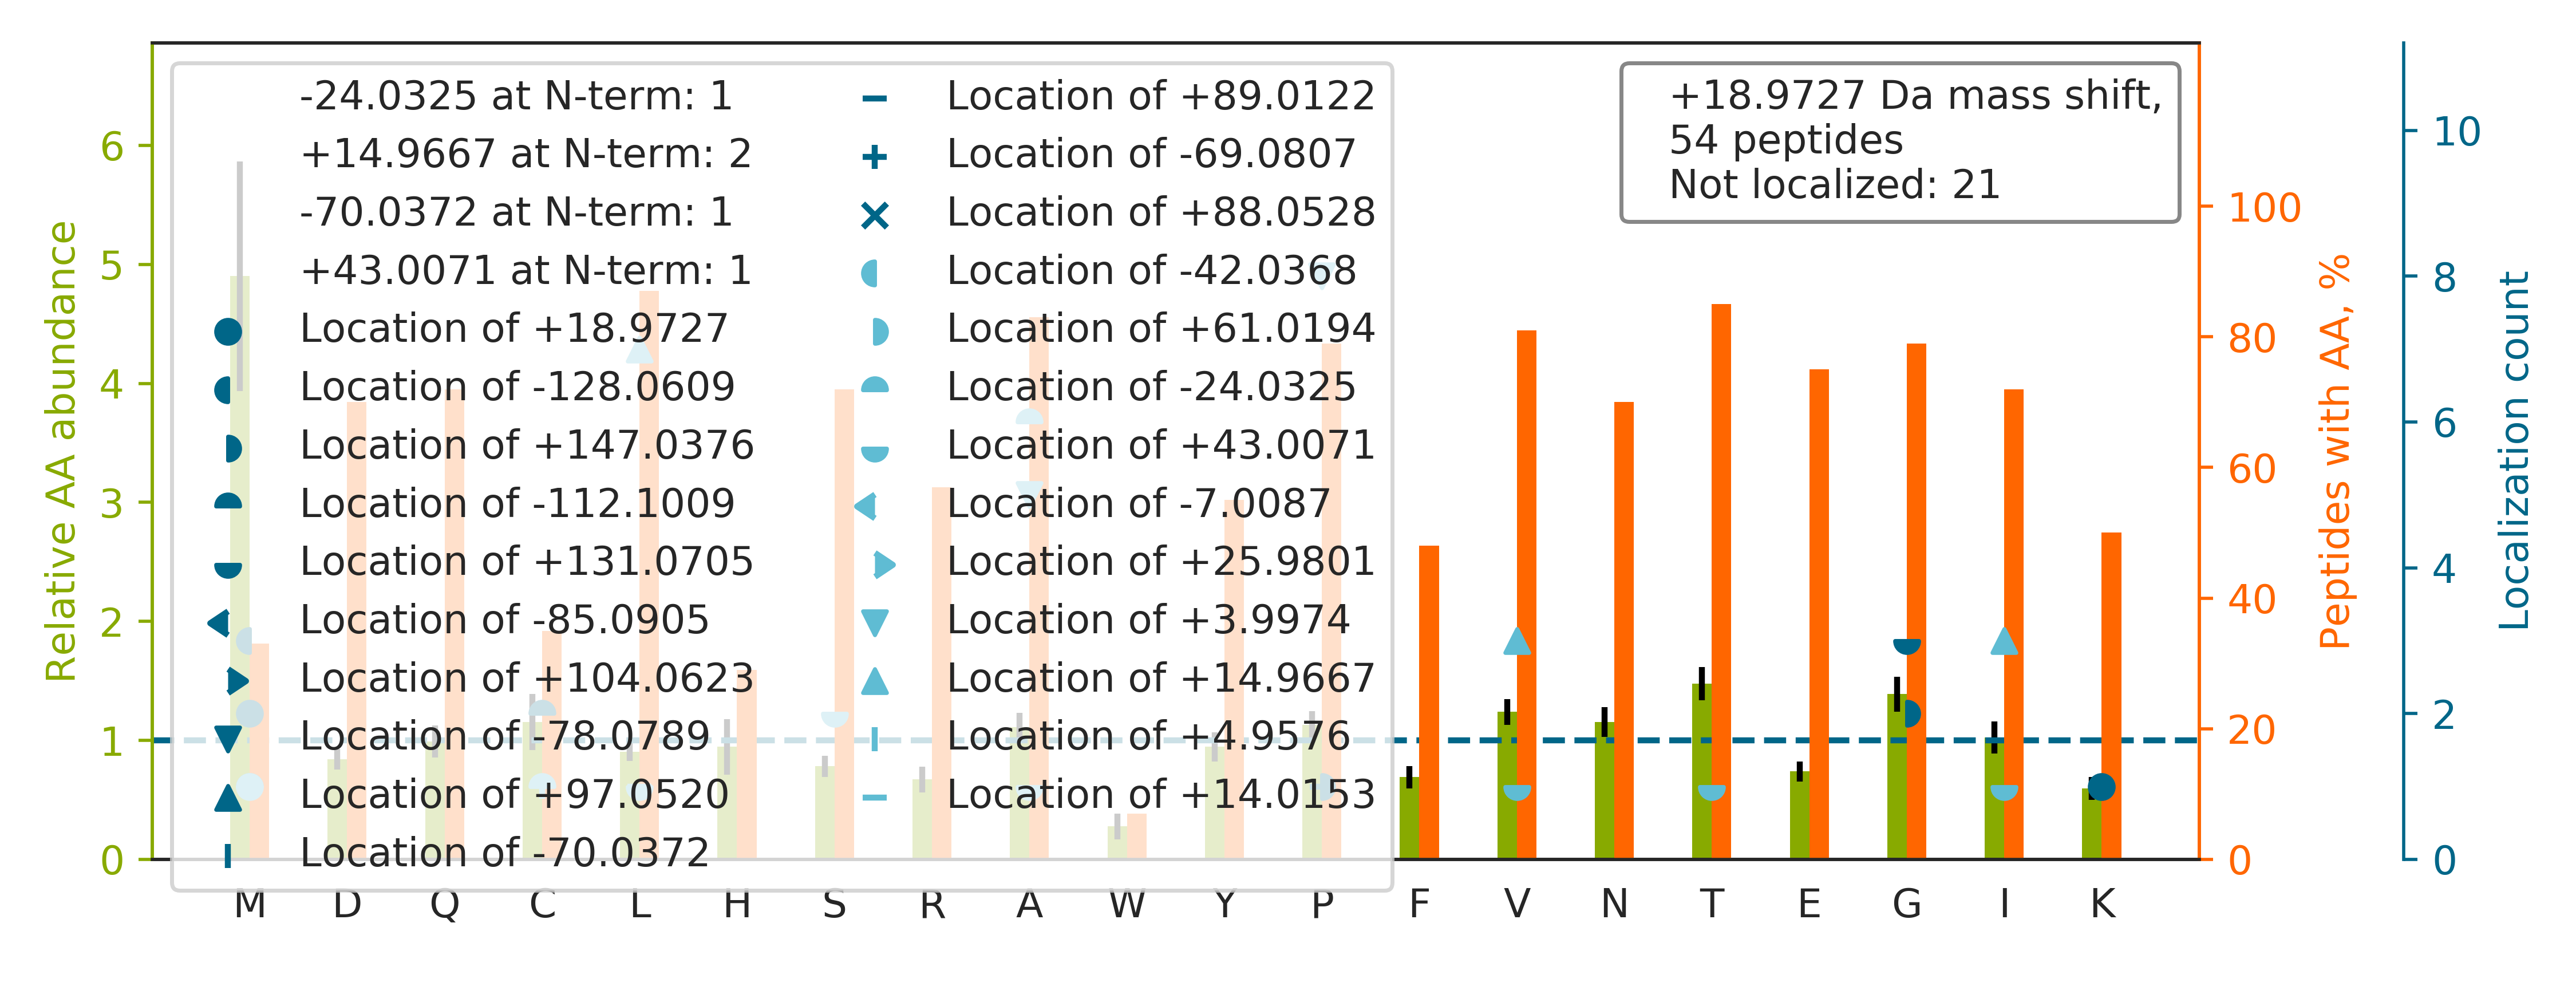 -24.0325 at N-term: 1
+14.9667 at N-term: 2
-70.0372 at N-term: 1
+43.0071 at N-term: 1
Location of +18.9727
Location of -128.0609
Location of +147.0376
Location of -112.1009
Location of +131.0705
Location of -85.0905
Location of +104.0623
Location of -78.0789
Location of +97.0520
Location of -70.0372
Location of +89.0122
Location of -69.0807
Location of +88.0528
Location of -42.0368
Location of +61.0194
Location of -24.0325
Location of +43.0071
Location of -7.0087
Location of +25.9801
Location of +3.9974
Location of +14.9667
Location of +4.9576
Location of +14.0153
+18.9727 Da mass shift,
54 peptides
Not localized: 21
Relative AA abundance
6
5
4
3
2
1
0
M D Q C L H S R A W Y P F V N T E G I K
100
80
60
40
20
0
Peptides with AA, %
10
8
6
4
2
0
Localization count